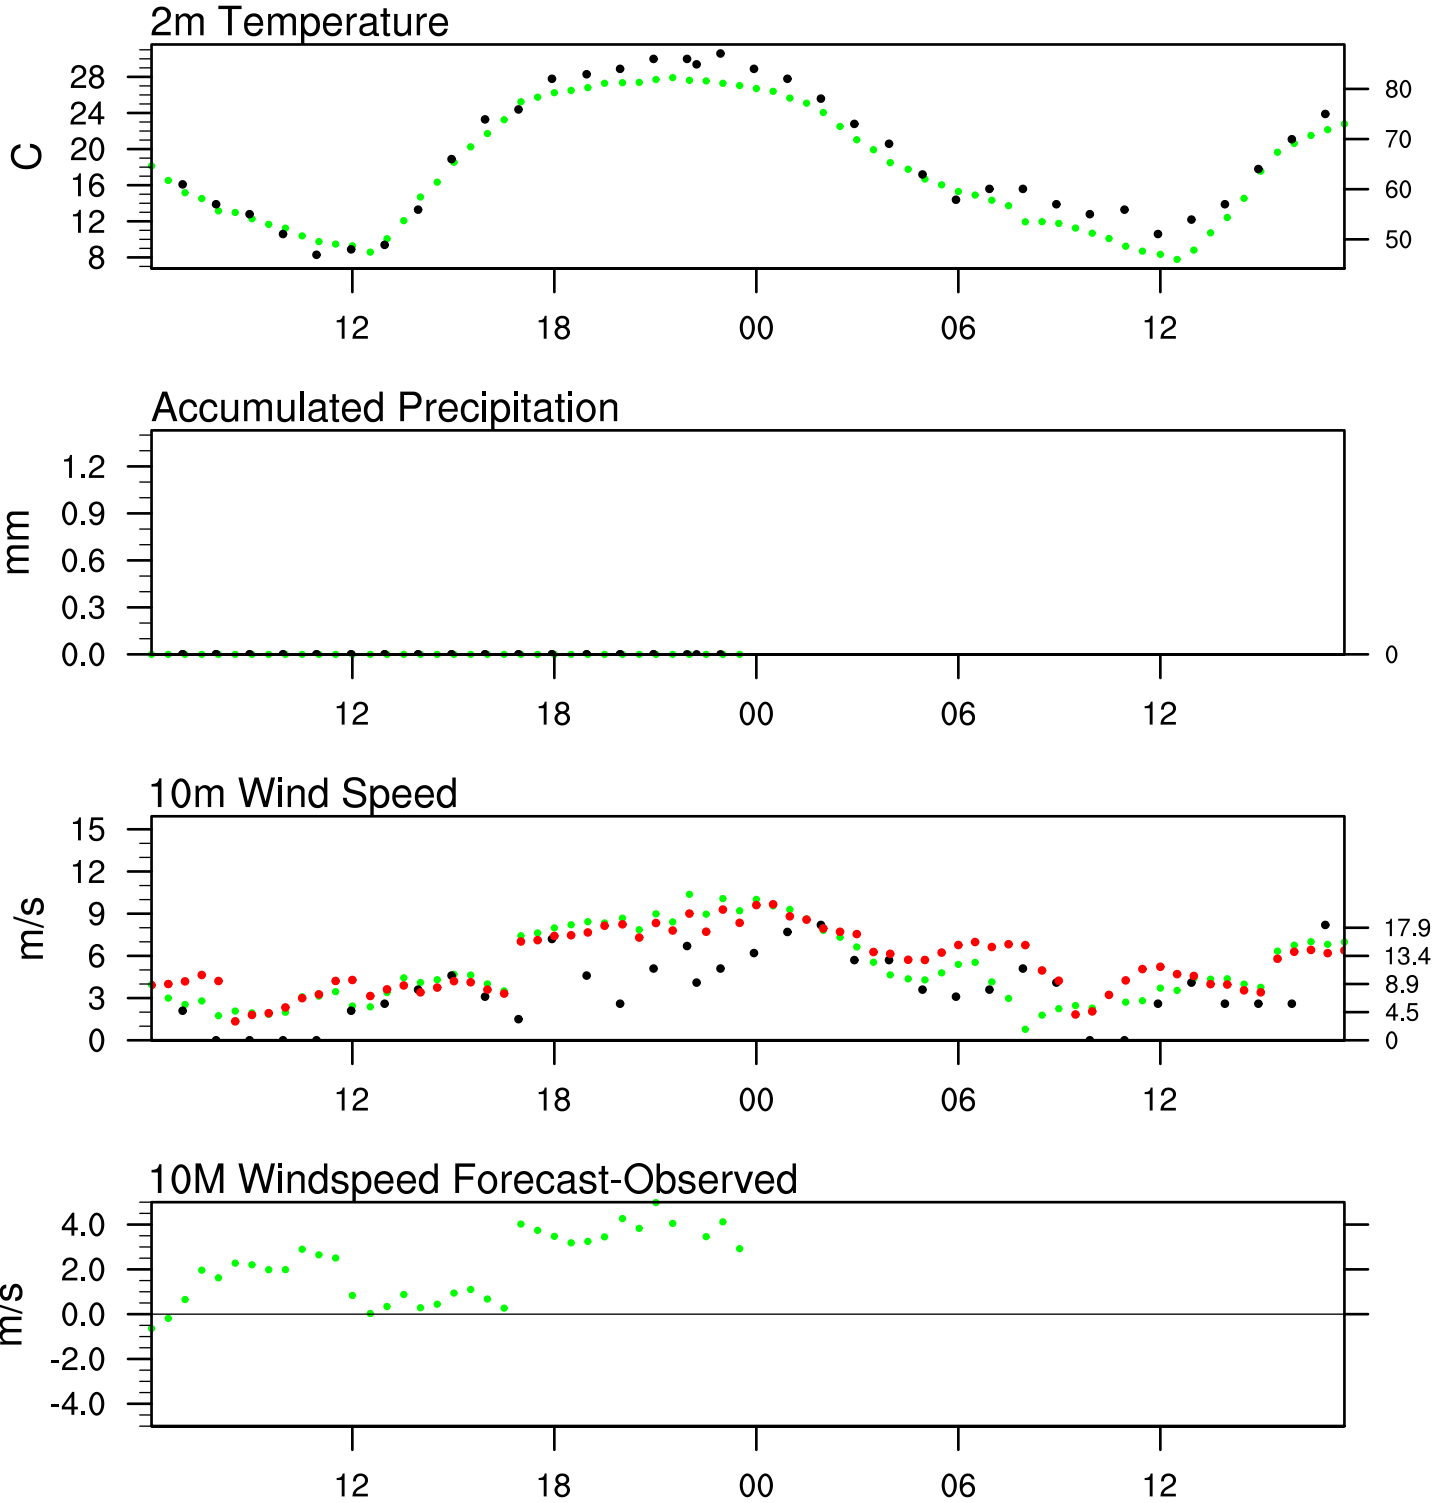 2m Temperature
C
28
24
20
16
12
8
80
70
60
50
12 18 00 06 12
Accumulated Precipitation
mm
1.2
0.9
0.6
0.3
0.0
0
12 18 00 06 12
10m Wind Speed
m/s
15
12
9
6
3
0
17.9
13.4
8.9
4.5
0
12 18 00 06 12
10M Windspeed Forecast-Observed
m/s
4.0
2.0
0.0
-2.0
-4.0
12 18 00 06 12